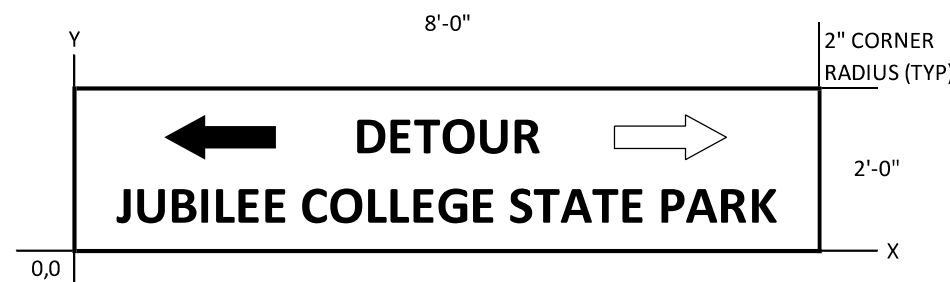 8'-0"
Y
2" CORNER
RADIUS (TYP)
DETOUR
2'-0"
JUBILEE COLLEGE STATE PARK
X
0,0